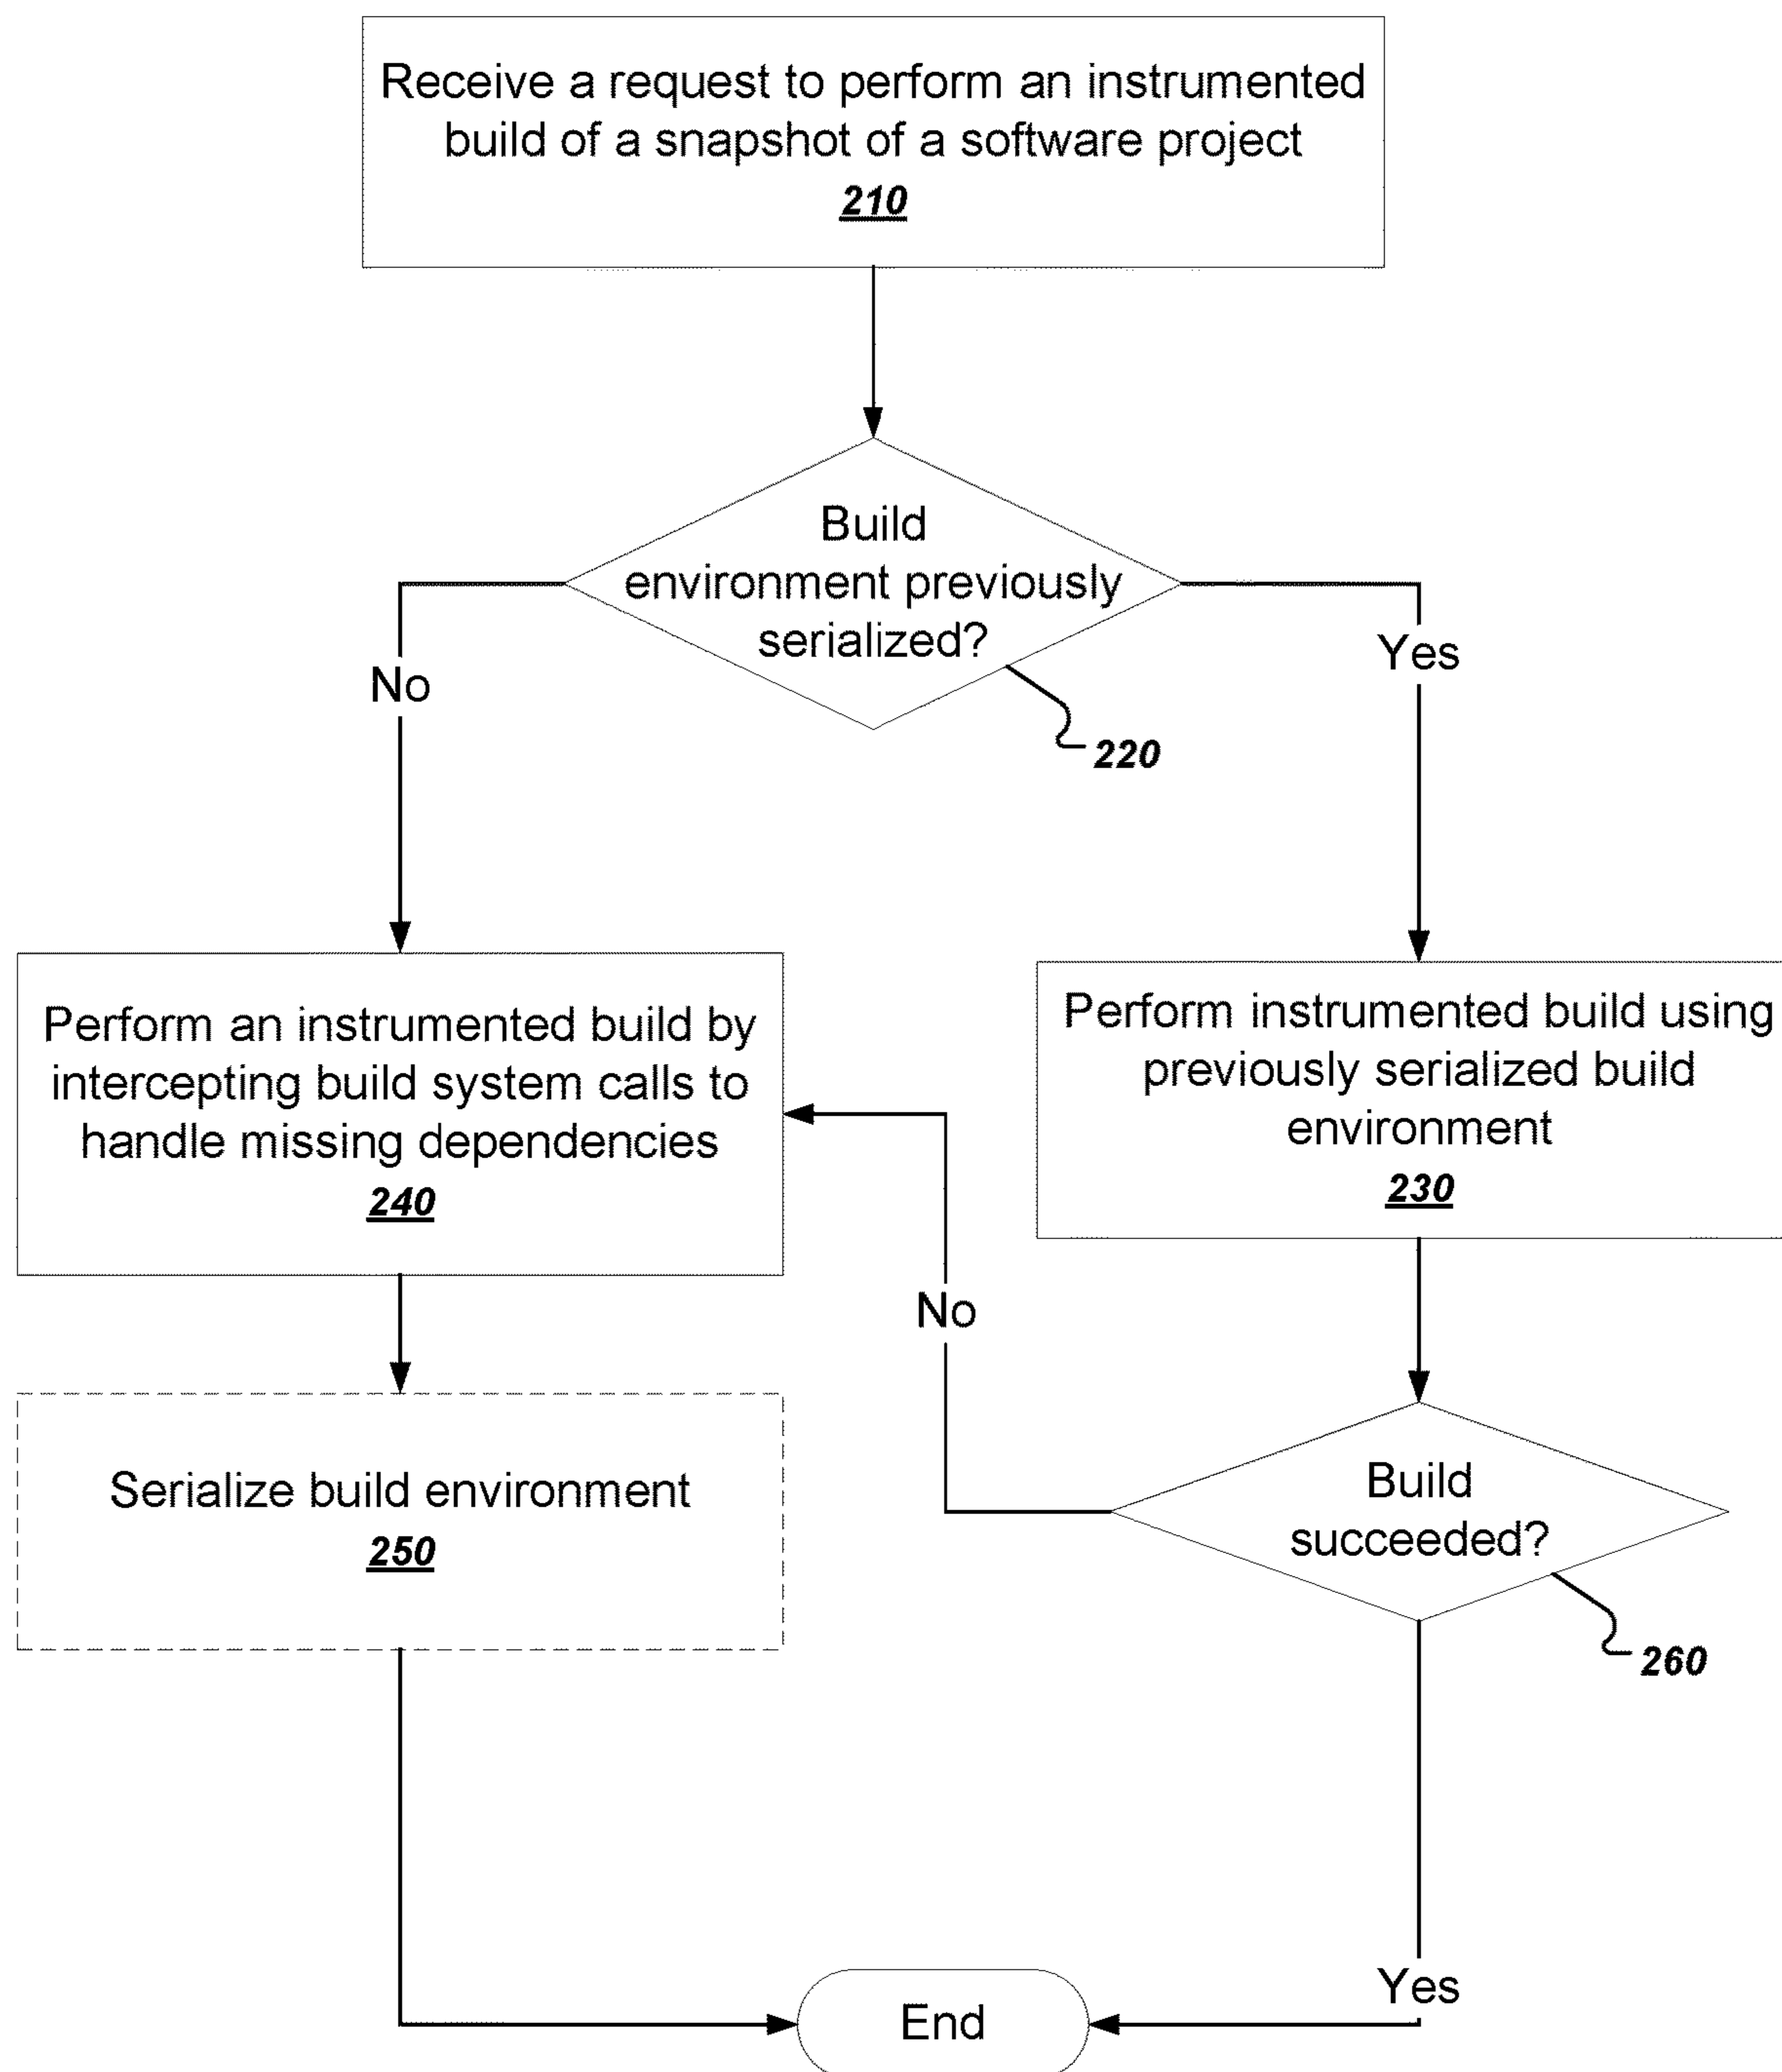 Receive a request to perform an instrumented
build of a snapshot of a software project
210
Build
environment previously
serialized?
220
No
Yes
Perform an instrumented build by
intercepting build system calls to
handle missing dependencies
240
Perform instrumented build using
previously serialized build
environment
230
No
Serialize build environment
250
Build
succeeded?
260
Yes
End